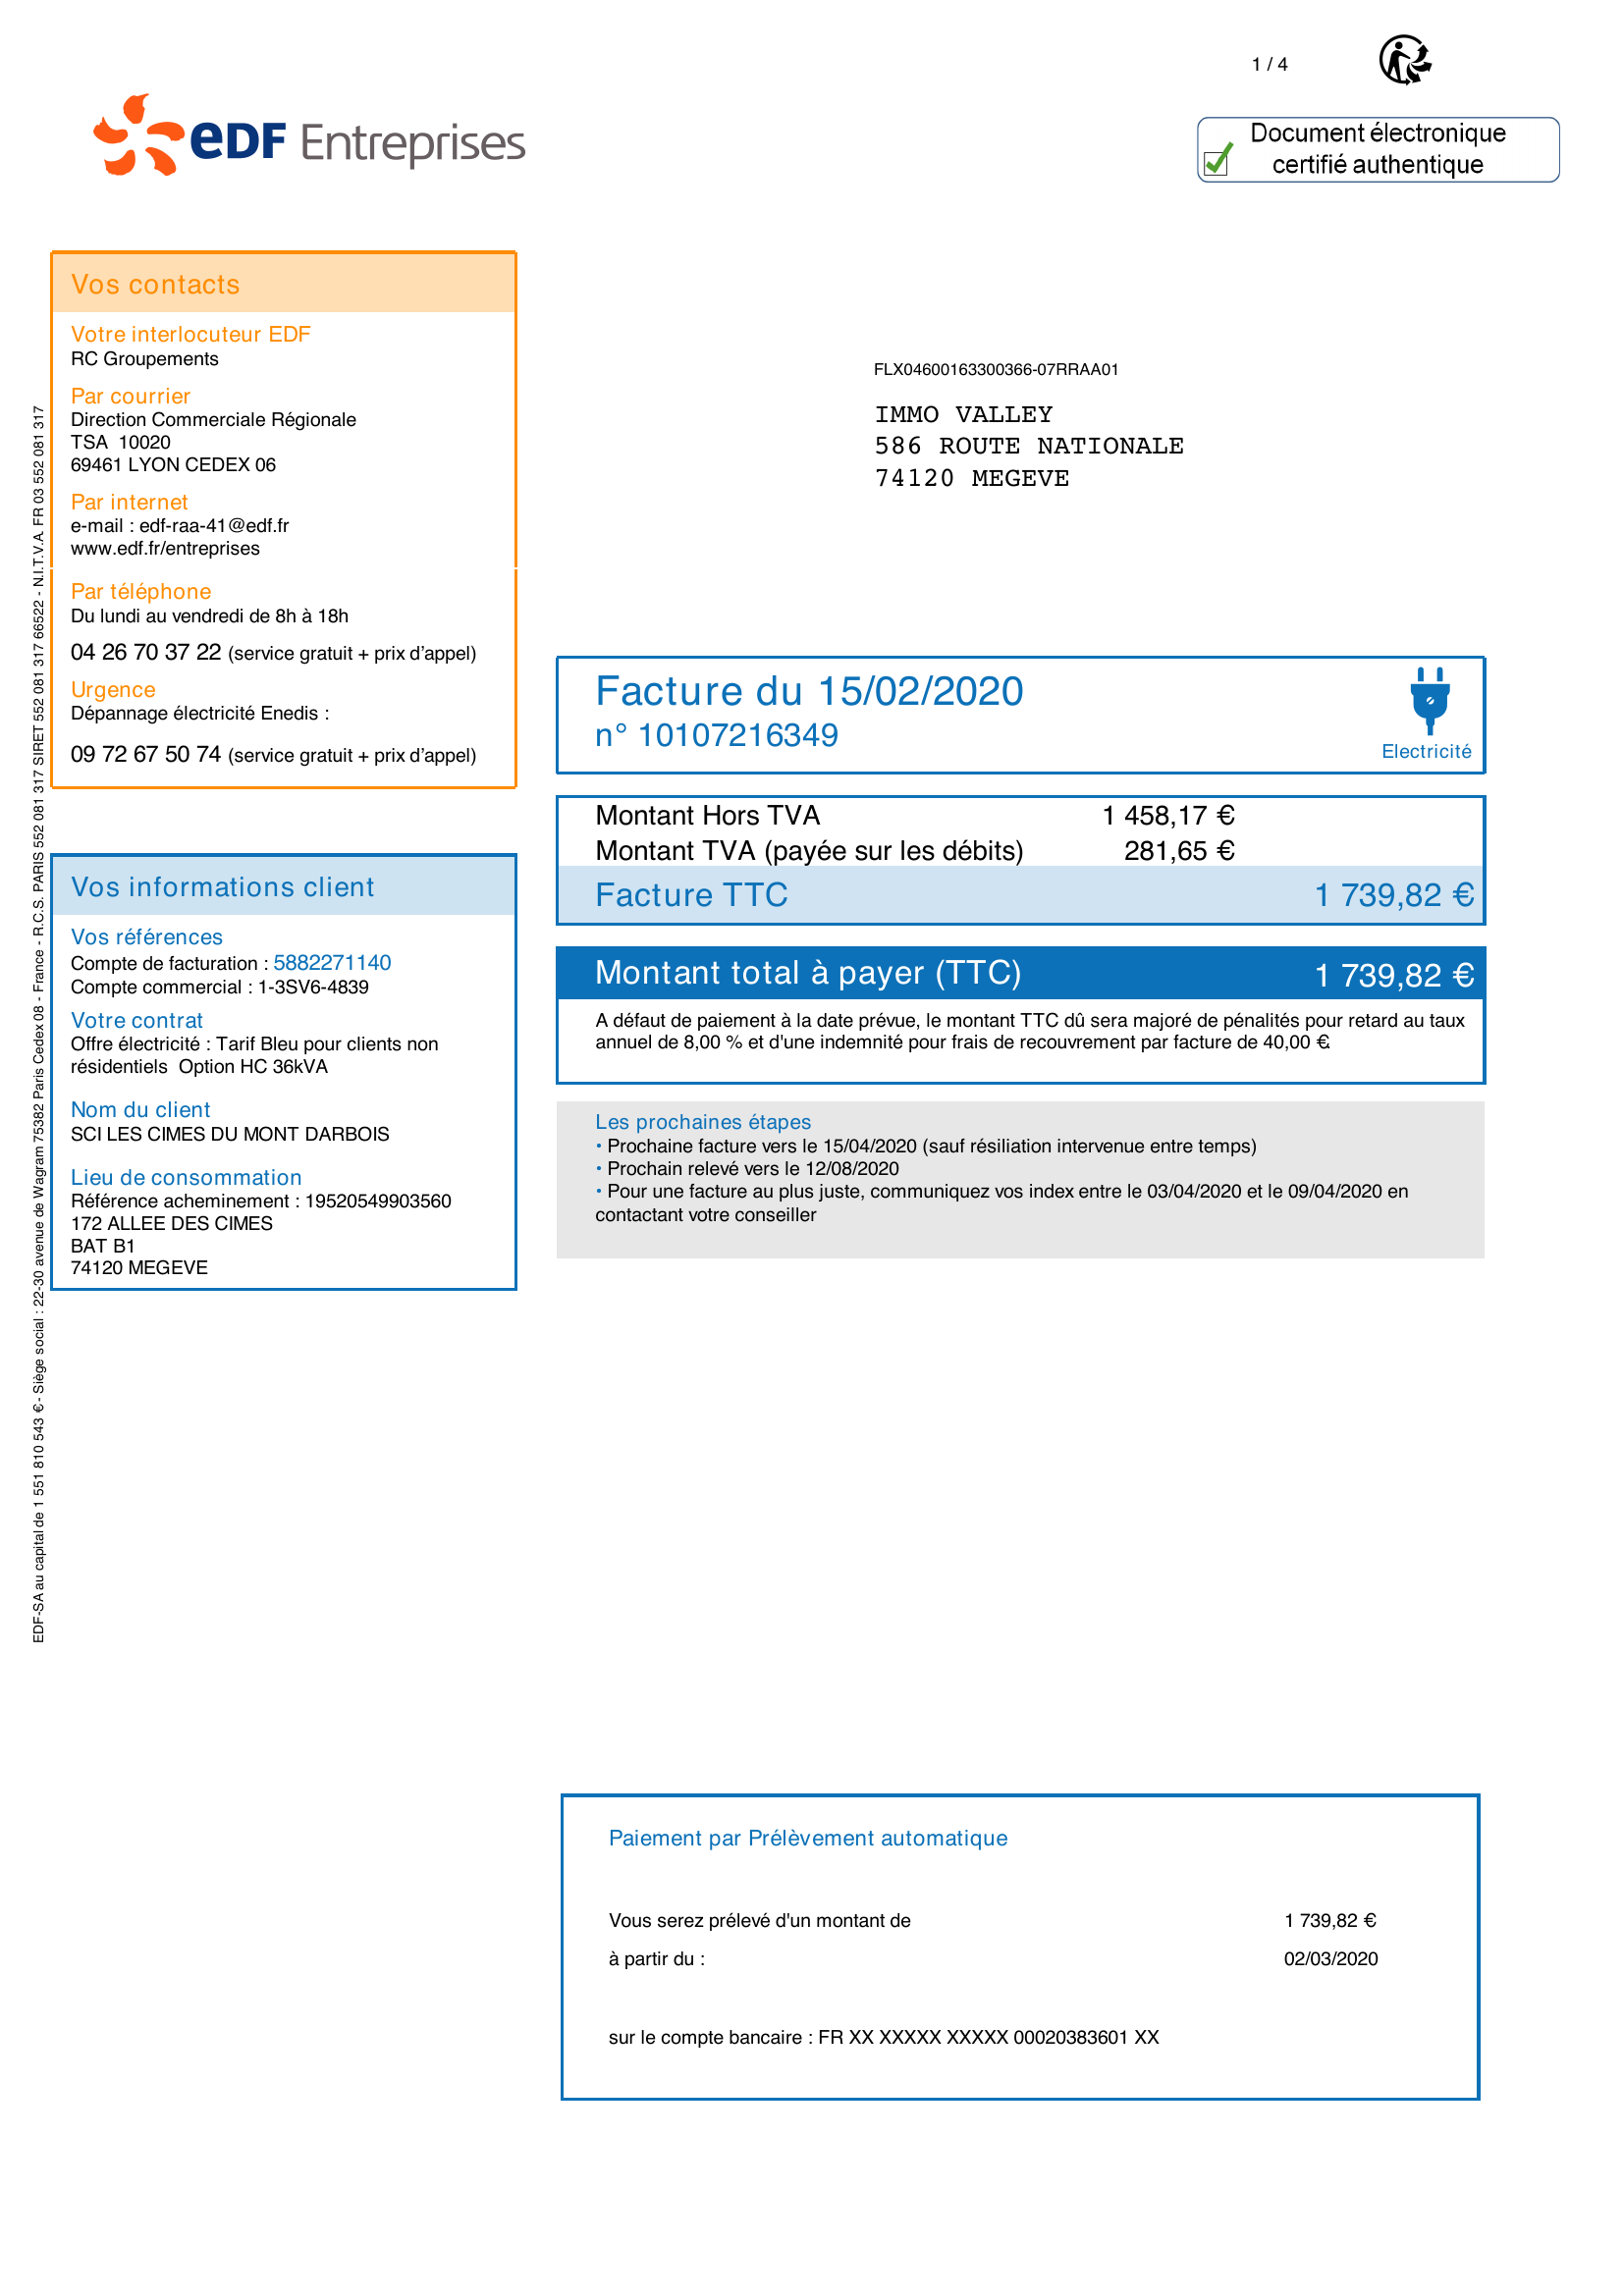 1 / 4
eDF Entreprises
Document électronique
certifié authentique
Vos contacts
Votre interlocuteur EDF
RC Groupements
Par courrier
Direction Commerciale Régionale
TSA 10020
69461 LYON CEDEX 06
Par internet
e-mail : edf-raa-41@edf.fr
www.edf.fr/entreprises
Par téléphone
Du lundi au vendredi de 8h à 18h
04 26 70 37 22 (service gratuit + prix d'appel)
Urgence
Dépannage électricité Enedis :
09 72 67 50 74 (service gratuit + prix d'appel)
FLX04600163300366-07RRAA01
IMMO VALLEY
586 ROUTE NATIONALE
74120 MEGEVE
Facture du 15/02/2020
n° 10107216349
Electricité
Montant Hors TVA 1 458,17 €
Montant TVA (payée sur les débits) 281,65 €
Facture TTC 1 739,82 €
Montant total à payer (TTC) 1 739,82 €
A défaut de paiement à la date prévue, le montant TTC dû sera majoré de pénalités pour retard au taux
annuel de 8,00 % et d'une indemnité pour frais de recouvrement par facture de 40,00 €.
Vos informations client
Vos références
Compte de facturation : 5882271140
Compte commercial : 1-3SV6-4839
Votre contrat
Offre électricité : Tarif Bleu pour clients non
résidentiels Option HC 36kVA
Nom du client
SCI LES CIMES DU MONT DARBOIS
Lieu de consommation
Référence acheminement : 19520549903560
172 ALLEE DES CIMES
BAT B1
74120 MEGEVE
Les prochaines étapes
• Prochaine facture vers le 15/04/2020 (sauf résiliation intervenue entre temps)
• Prochain relevé vers le 12/08/2020
• Pour une facture au plus juste, communiquez vos index entre le 03/04/2020 et le 09/04/2020 en
contactant votre conseiller
EDF-SA au capital de 1 551 810 543 € - Siège social : 22-30 avenue de Wagram 75382 Paris Cedex 08 - France - R.C.S. PARIS 552 081 317 SIRET 552 081 317 66522 - N.I.T.V.A. FR 03 552 081 317
Paiement par Prélèvement automatique
Vous serez prélevé d'un montant de 1 739,82 €
à partir du : 02/03/2020
sur le compte bancaire : FR XX XXXXX XXXXX 00020383601 XX